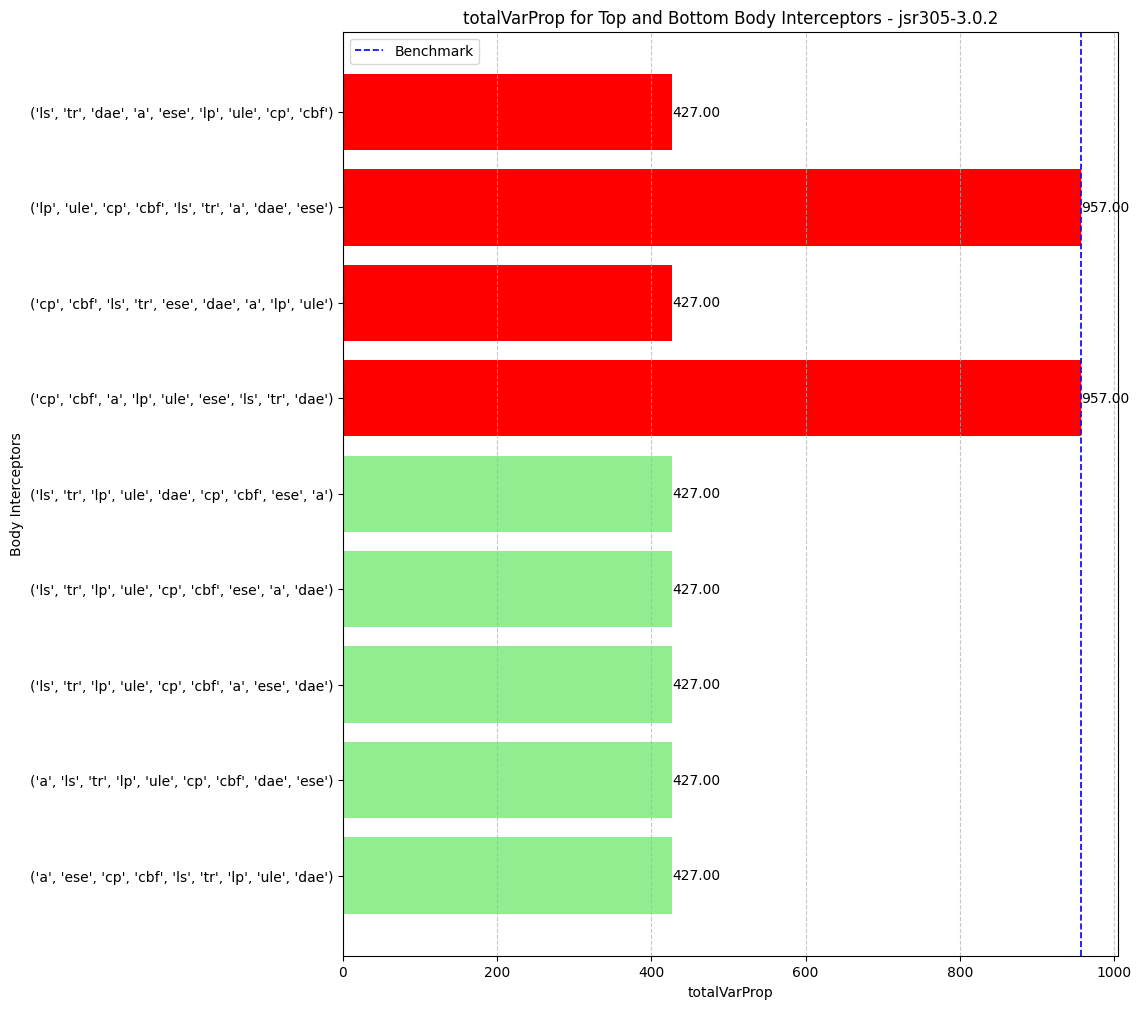 totalVarProp for Top and Bottom Body Interceptors - jsr305-3.0.2
Benchmark
('ls', 'tr', 'dae', 'a', 'ese', 'lp', 'ule', 'cp', 'cbf')
427.00
('lp', 'ule', 'cp', 'cbf', 'ls', 'tr', 'a', 'dae', 'ese')
957.00
('cp', 'cbf', 'ls', 'tr', 'ese', 'dae', 'a', 'lp', 'ule')
427.00
('cp', 'cbf', 'a', 'lp', 'ule', 'ese', 'ls', 'tr', 'dae')
957.00
Body Interceptors
('ls', 'tr', 'lp', 'ule', 'dae', 'cp', 'cbf', 'ese', 'a')
427.00
('ls', 'tr', 'lp', 'ule', 'cp', 'cbf', 'ese', 'a', 'dae')
427.00
('ls', 'tr', 'lp', 'ule', 'cp', 'cbf', 'a', 'ese', 'dae')
427.00
('a', 'ls', 'tr', 'lp', 'ule', 'cp', 'cbf', 'dae', 'ese')
427.00
('a', 'ese', 'cp', 'cbf', 'ls', 'tr', 'lp', 'ule', 'dae')
427.00
0 200 400 600 800 1000
totalVarProp